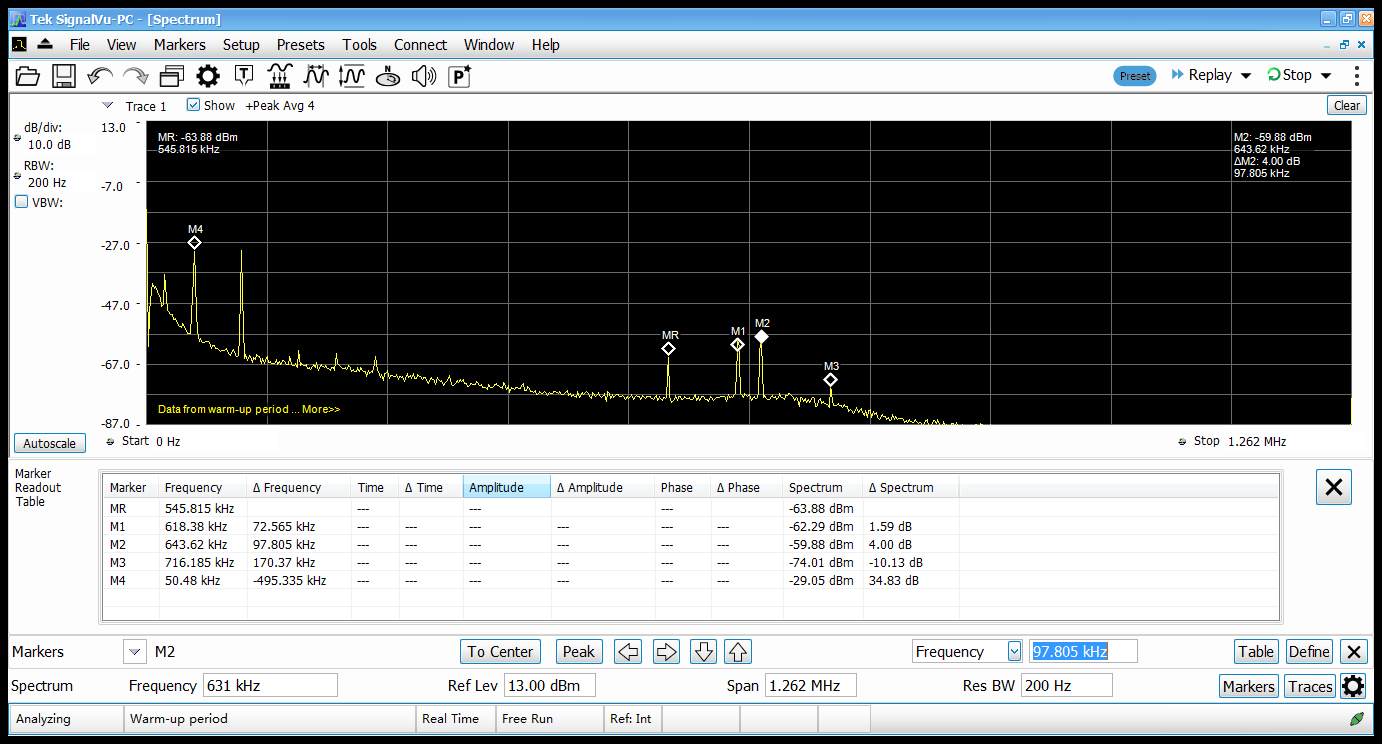 Tek SignalVu-PC - [Spectrum]
File View Markers Setup Presets Tools Connect Window Help
T N P* Preset Replay Stop
Trace 1 Show +Peak Avg 4 Clear
dB/div:
10.0 dB
RBW:
200 Hz
VBW:
13.0
-7.0
-27.0
-47.0
-67.0
-87.0
MR: -63.88 dBm
545.815 kHz
M2: -59.88 dBm
643.62 kHz
ΔM2: 4.00 dB
97.805 kHz
M4
MR
M1
M2
M3
Data from warm-up period ... More>>
Autoscale Start 0 Hz Stop 1.262 MHz
Marker
Readout
Table
Marker Frequency Δ Frequency Time Δ Time Amplitude Δ Amplitude Phase Δ Phase Spectrum Δ Spectrum
MR 545.815 kHz --- --- --- -63.88 dBm
M1 618.38 kHz 72.565 kHz --- --- --- --- --- --- -62.29 dBm 1.59 dB
M2 643.62 kHz 97.805 kHz --- --- --- --- --- --- -59.88 dBm 4.00 dB
M3 716.185 kHz 170.37 kHz --- --- --- --- --- --- -74.01 dBm -10.13 dB
M4 50.48 kHz -495.335 kHz --- --- --- --- --- --- -29.05 dBm 34.83 dB
Markers M2 To Center Peak Frequency 97.805 kHz Table Define
Spectrum Frequency 631 kHz Ref Lev 13.00 dBm Span 1.262 MHz Res BW 200 Hz Markers Traces
Analyzing Warm-up period Real Time Free Run Ref: Int